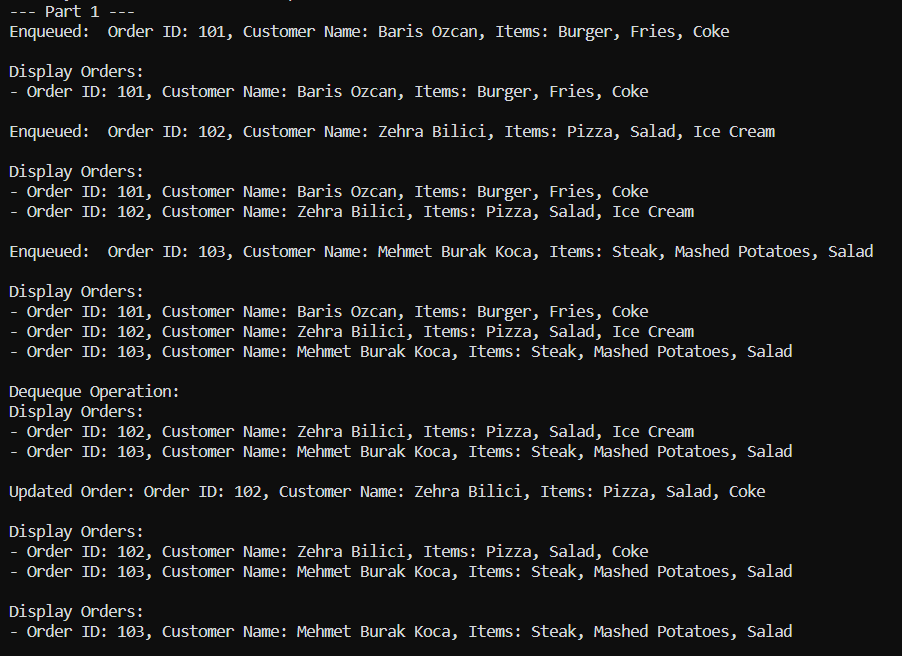 --- Part 1 ---
Enqueued:  Order ID: 101, Customer Name: Baris Ozcan, Items: Burger, Fries, Coke
Display Orders:
- Order ID: 101, Customer Name: Baris Ozcan, Items: Burger, Fries, Coke
Enqueued:  Order ID: 102, Customer Name: Zehra Bilici, Items: Pizza, Salad, Ice Cream
Display Orders:
- Order ID: 101, Customer Name: Baris Ozcan, Items: Burger, Fries, Coke
- Order ID: 102, Customer Name: Zehra Bilici, Items: Pizza, Salad, Ice Cream
Enqueued:  Order ID: 103, Customer Name: Mehmet Burak Koca, Items: Steak, Mashed Potatoes, Salad
Display Orders:
- Order ID: 101, Customer Name: Baris Ozcan, Items: Burger, Fries, Coke
- Order ID: 102, Customer Name: Zehra Bilici, Items: Pizza, Salad, Ice Cream
- Order ID: 103, Customer Name: Mehmet Burak Koca, Items: Steak, Mashed Potatoes, Salad
Dequeque Operation:
Display Orders:
- Order ID: 102, Customer Name: Zehra Bilici, Items: Pizza, Salad, Ice Cream
- Order ID: 103, Customer Name: Mehmet Burak Koca, Items: Steak, Mashed Potatoes, Salad
Updated Order: Order ID: 102, Customer Name: Zehra Bilici, Items: Pizza, Salad, Coke
Display Orders:
- Order ID: 102, Customer Name: Zehra Bilici, Items: Pizza, Salad, Coke
- Order ID: 103, Customer Name: Mehmet Burak Koca, Items: Steak, Mashed Potatoes, Salad
Display Orders:
- Order ID: 103, Customer Name: Mehmet Burak Koca, Items: Steak, Mashed Potatoes, Salad